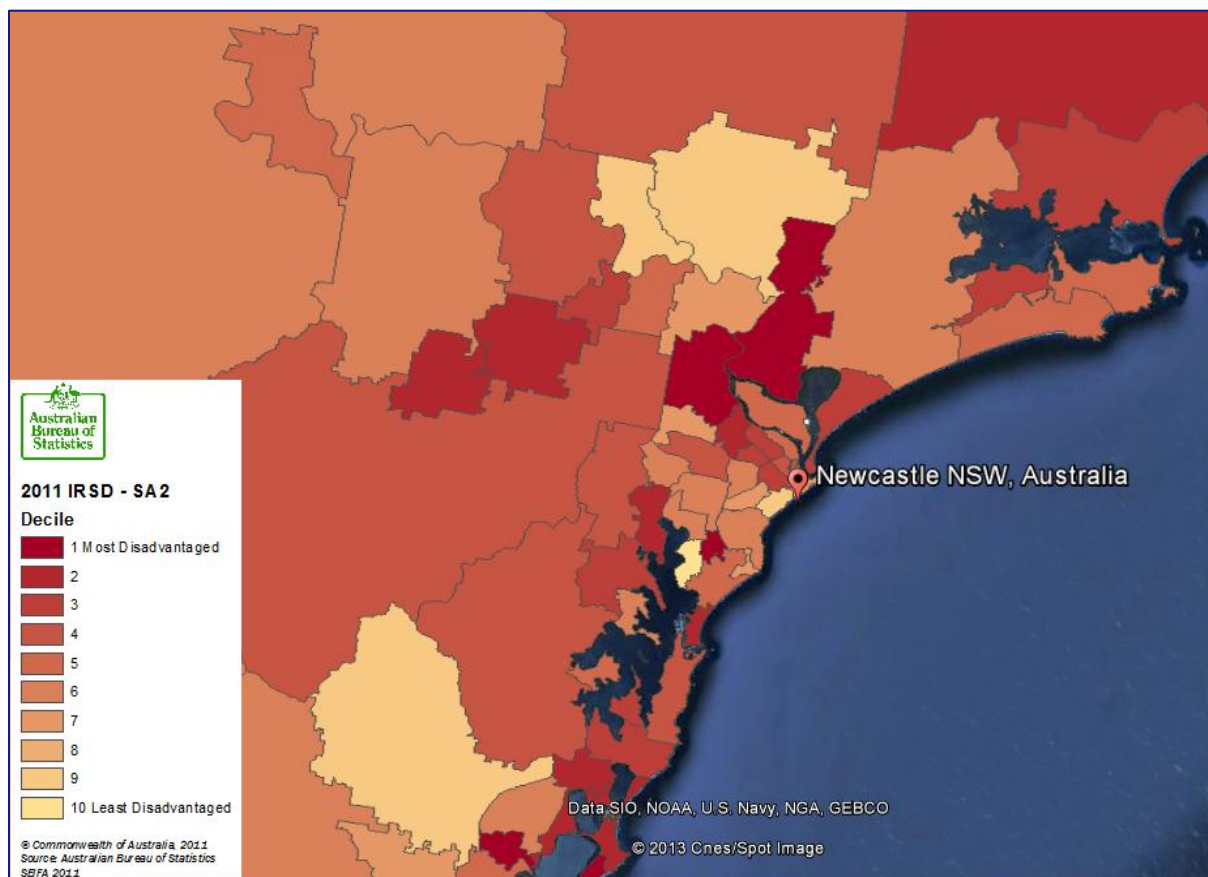 Australian
Bureau of
Statistics
2011 IRSD - SA2
Decile
1 Most Disadvantaged
2
3
4
5
6
7
8
9
10 Least Disadvantaged
© Commonwealth of Australia, 2011
Source: Australian Bureau of Statistics
SEIFA 2011
Newcastle NSW, Australia
Data SIO, NOAA, U.S. Navy, NGA, GEBCO
© 2013 Cnes/Spot Image